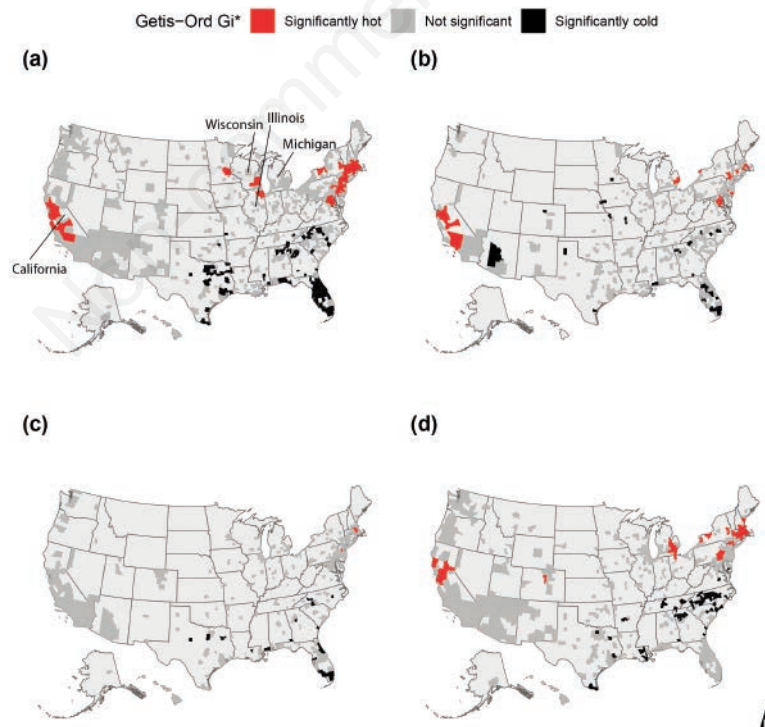 Getis−Ord Gi* Significantly hot Not significant Significantly cold
(a) (b)
Illinois
Wisconsin
Michigan
California
(c) (d)